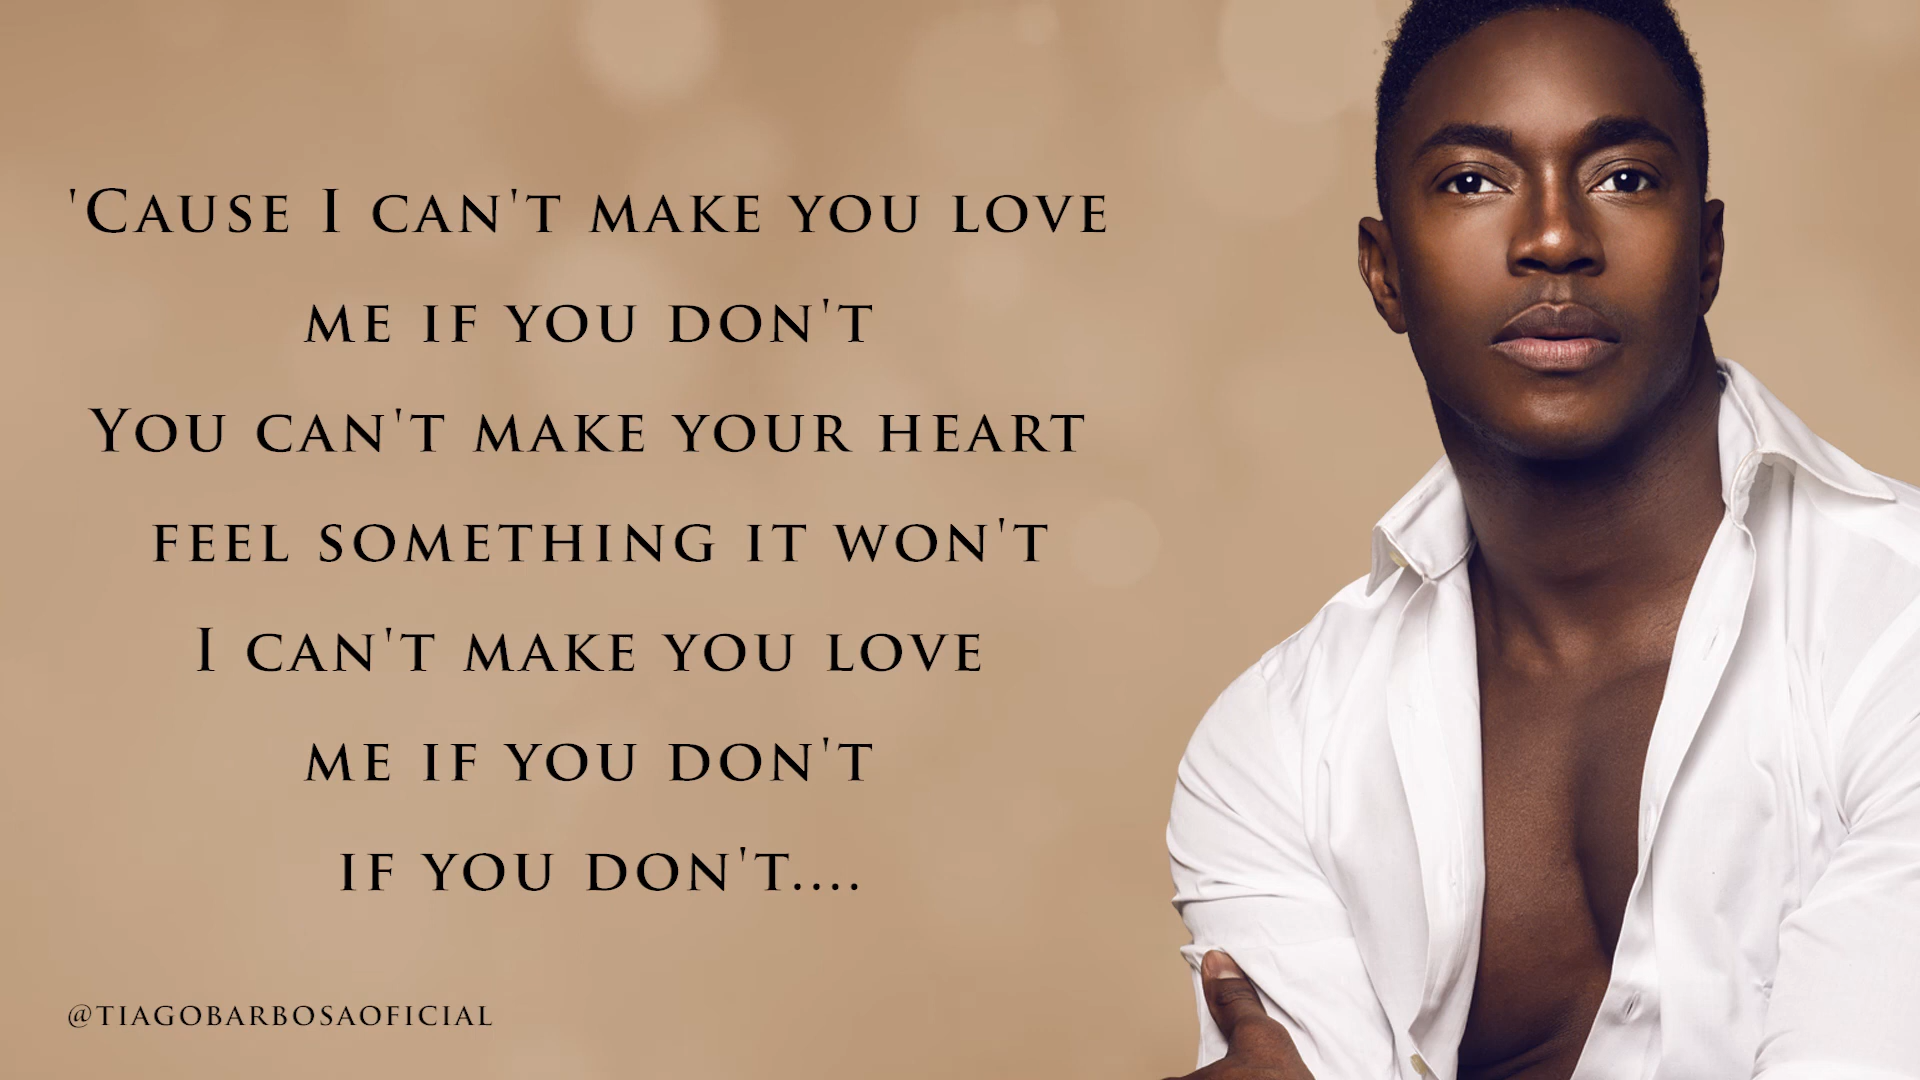 'Cause I can't make you love
me if you don't
You can't make your heart
feel something it won't
I can't make you love
me if you don't
if you don't....
@tiagobarbosaoficial